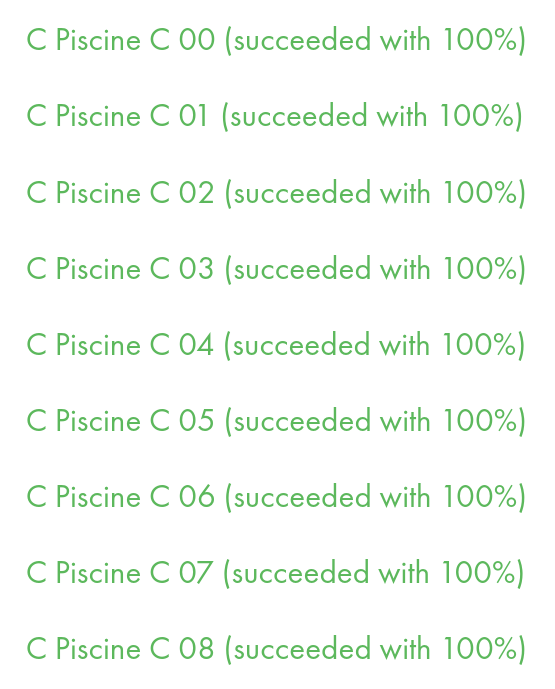 C Piscine C 00 (succeeded with 100%)
C Piscine C 01 (succeeded with 100%)
C Piscine C 02 (succeeded with 100%)
C Piscine C 03 (succeeded with 100%)
C Piscine C 04 (succeeded with 100%)
C Piscine C 05 (succeeded with 100%)
C Piscine C 06 (succeeded with 100%)
C Piscine C 07 (succeeded with 100%)
C Piscine C 08 (succeeded with 100%)